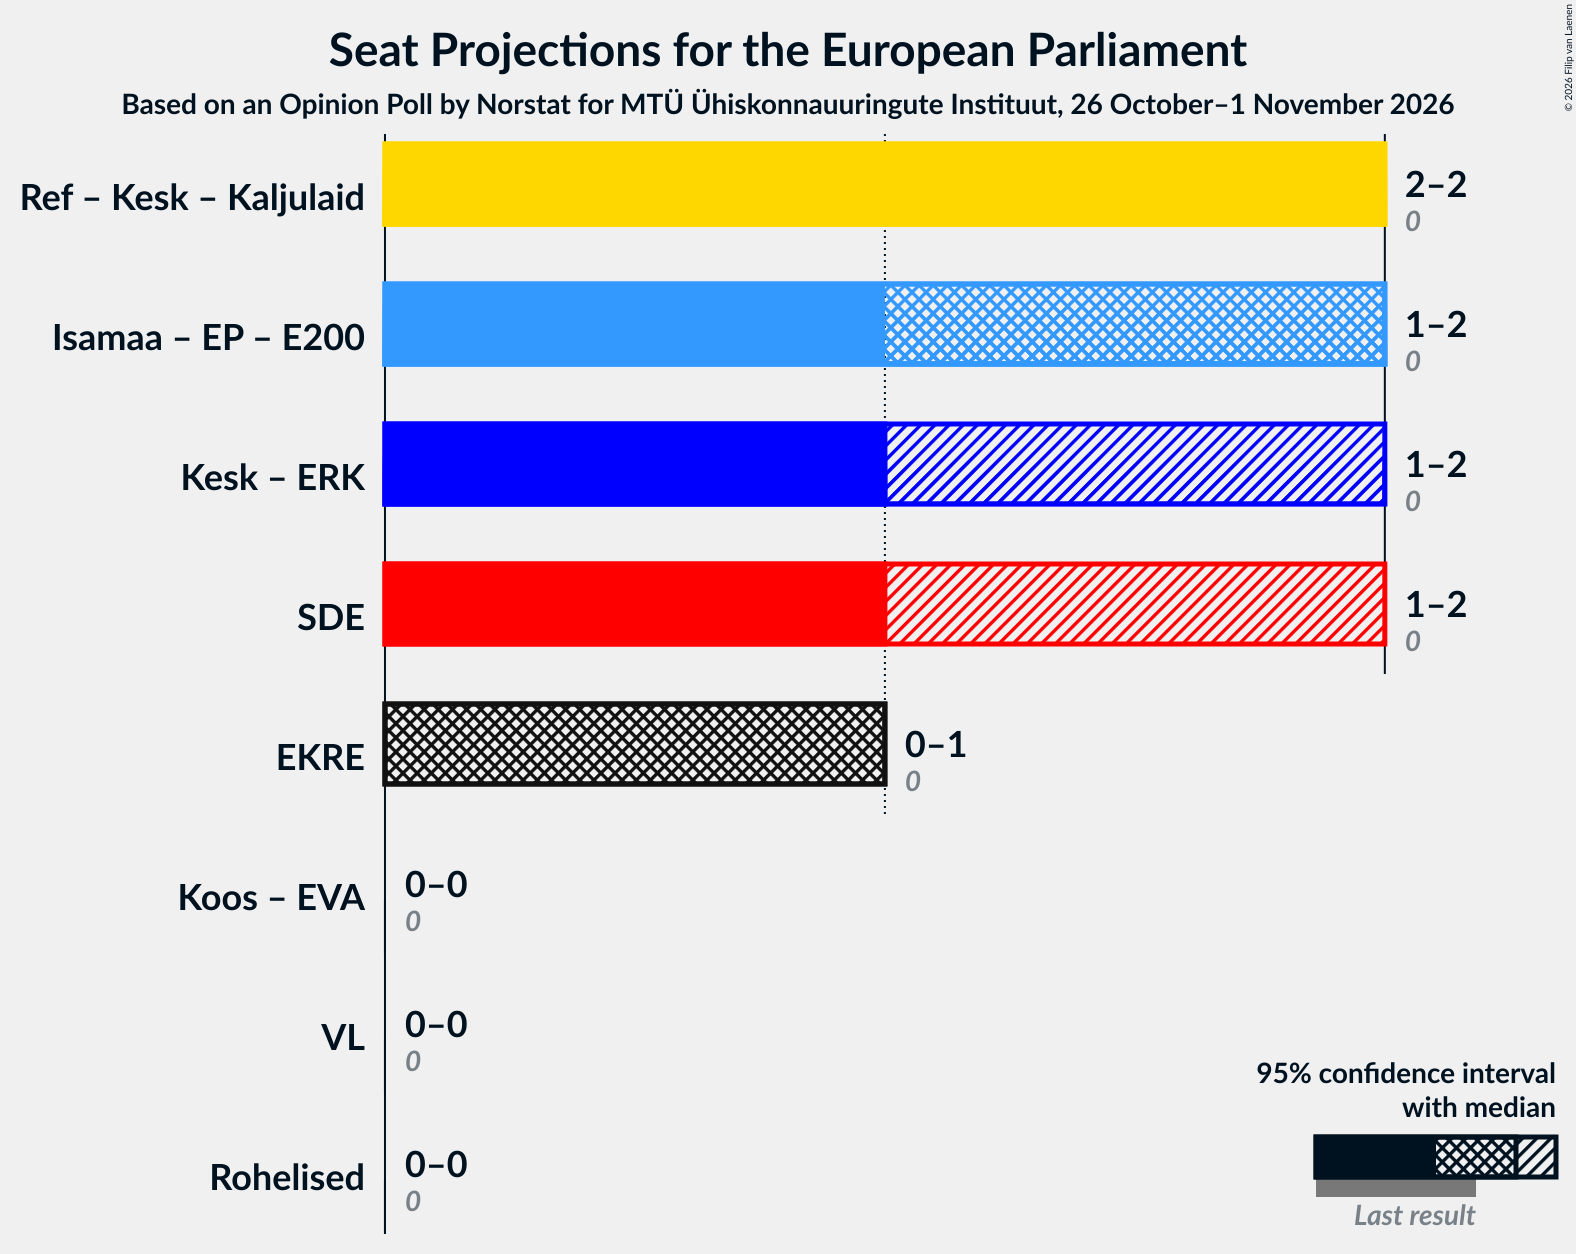 Seat Projections for the European Parliament
Based on an Opinion Poll by Norstat for MTÜ Ühiskonnauuringute Instituut, 26 October–1 November 2026
© 2026 Filip van Laenen
Ref – Kesk – Kaljulaid
2–2
0
Isamaa – EP – E200
1–2
0
Kesk – ERK
1–2
0
SDE
1–2
0
EKRE
0–1
0
Koos – EVA
0–0
0
VL
0–0
0
Rohelised
0–0
0
95% confidence interval
with median
Last result